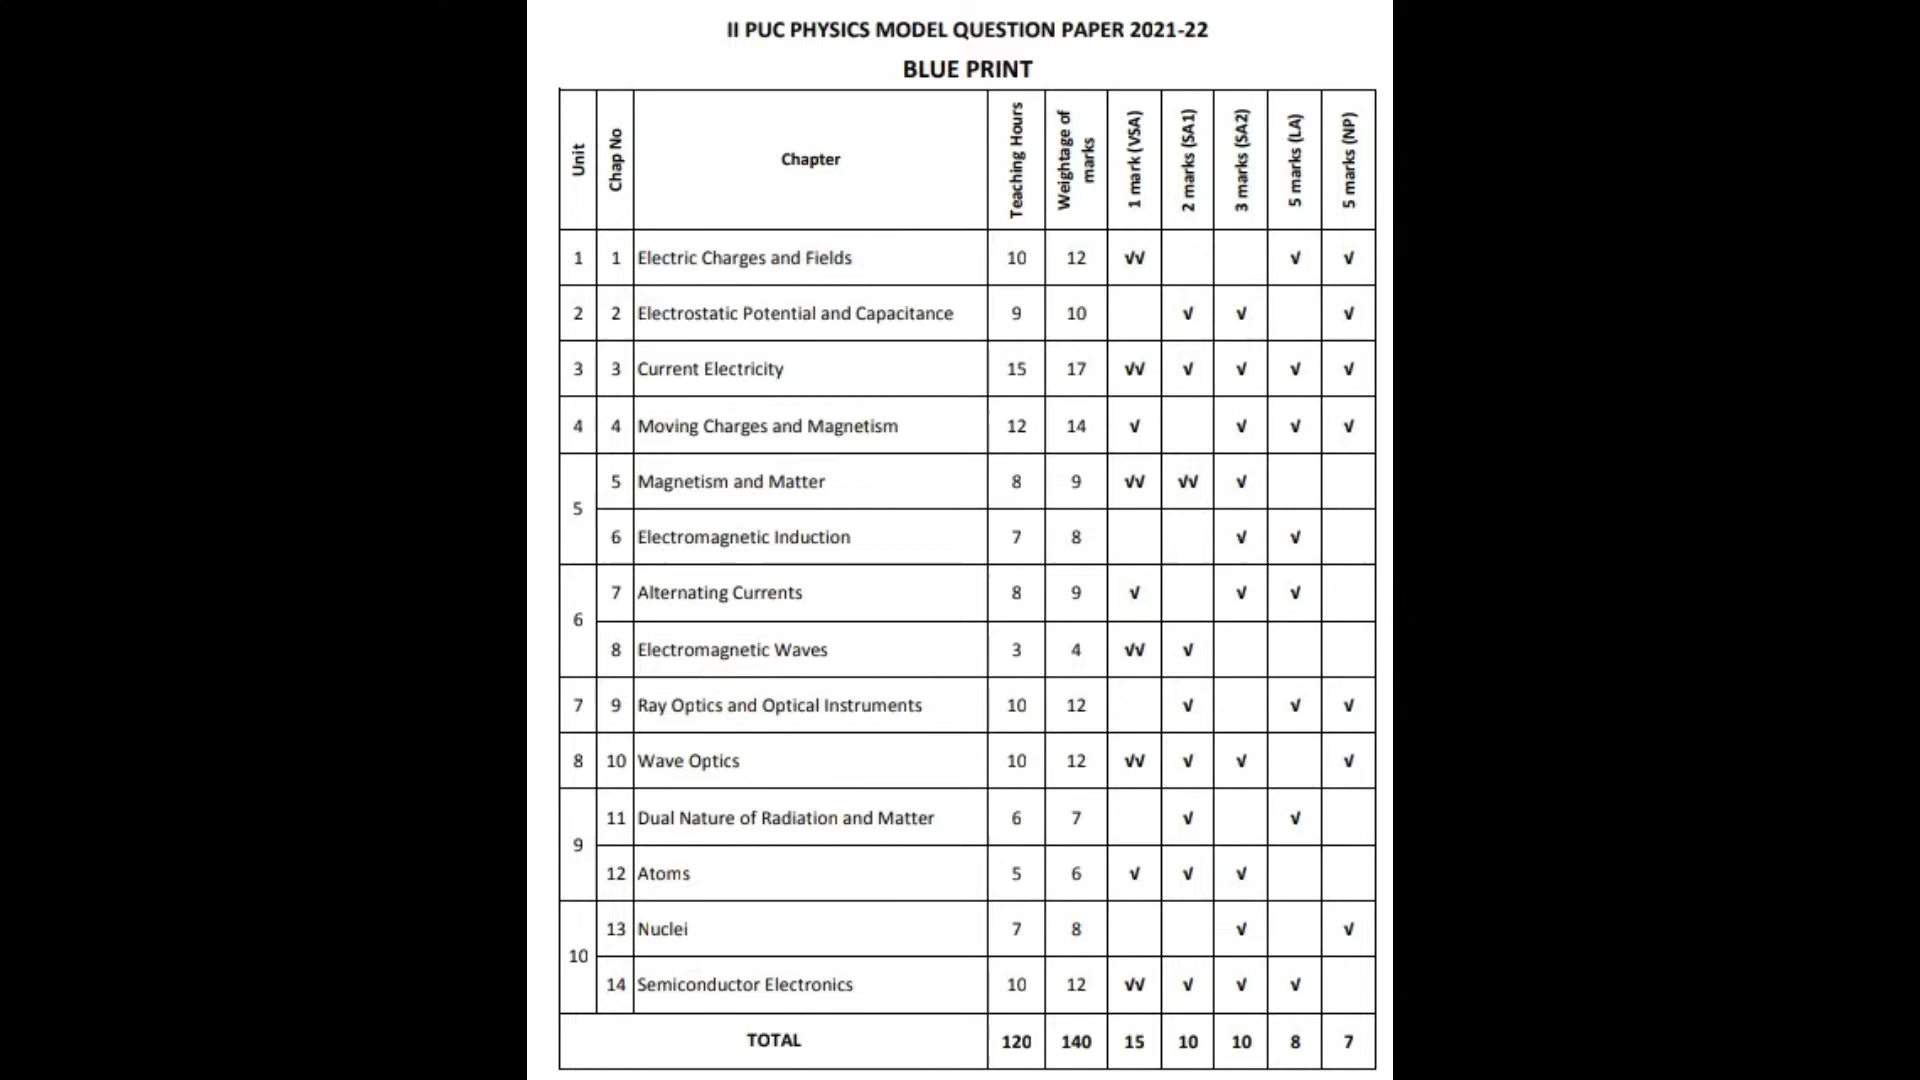 II PUC PHYSICS MODEL QUESTION PAPER 2021-22
BLUE PRINT
Unit Chap No Chapter Teaching Hours Weightage of marks 1 mark (VSA) 2 marks (SA1) 3 marks (SA2) 5 marks (LA) 5 marks (NP)
1 1 Electric Charges and Fields 10 12 √√ √ √
2 2 Electrostatic Potential and Capacitance 9 10 √ √ √
3 3 Current Electricity 15 17 √√ √ √ √ √
4 4 Moving Charges and Magnetism 12 14 √ √ √ √
5 5 Magnetism and Matter 8 9 √√ √√ √
6 Electromagnetic Induction 7 8 √ √
6 7 Alternating Currents 8 9 √ √ √
8 Electromagnetic Waves 3 4 √√ √
7 9 Ray Optics and Optical Instruments 10 12 √ √ √
8 10 Wave Optics 10 12 √√ √ √ √
9 11 Dual Nature of Radiation and Matter 6 7 √ √
12 Atoms 5 6 √ √ √
10 13 Nuclei 7 8 √ √
14 Semiconductor Electronics 10 12 √√ √ √ √
TOTAL 120 140 15 10 10 8 7